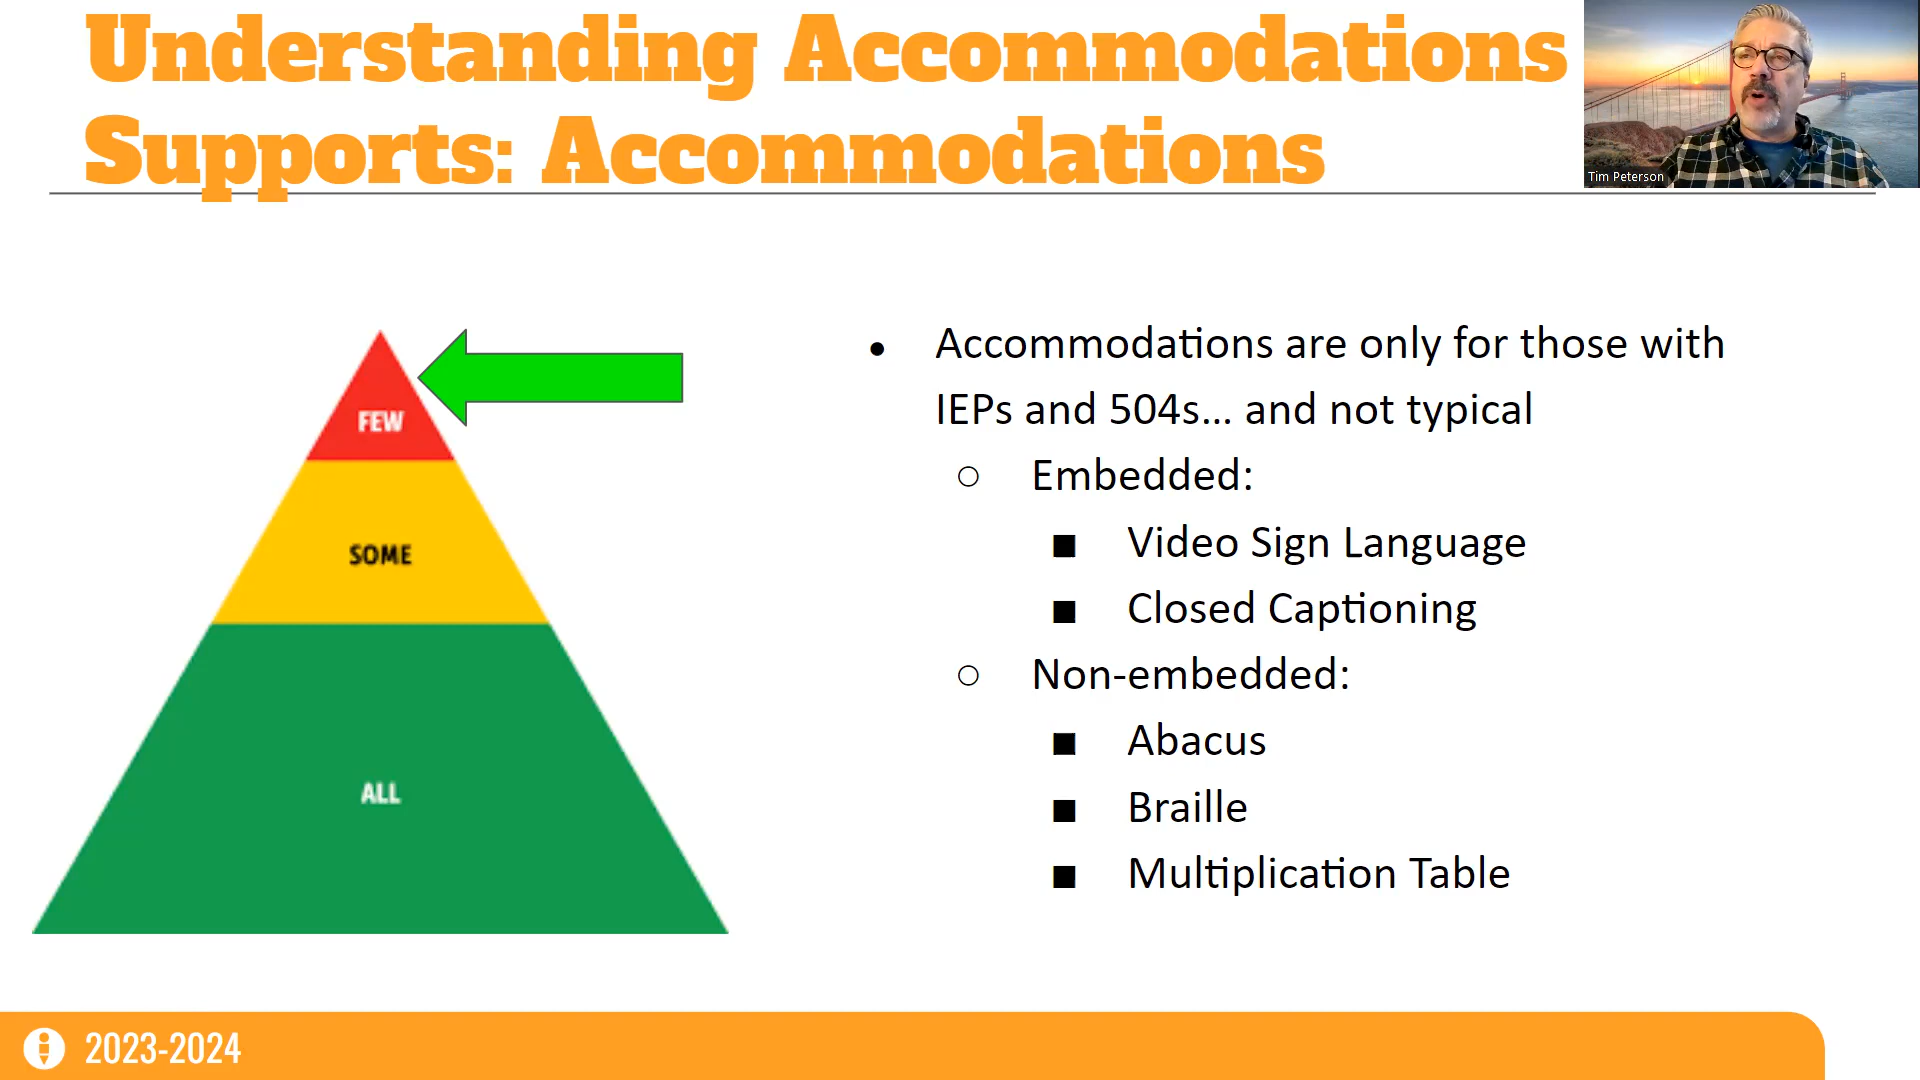 Understanding Accommodations
Supports: Accommodations
Tim Peterson
FEW
SOME
ALL
● Accommodations are only for those with
IEPs and 504s... and not typical
○ Embedded:
■ Video Sign Language
■ Closed Captioning
○ Non-embedded:
■ Abacus
■ Braille
■ Multiplication Table
2023-2024